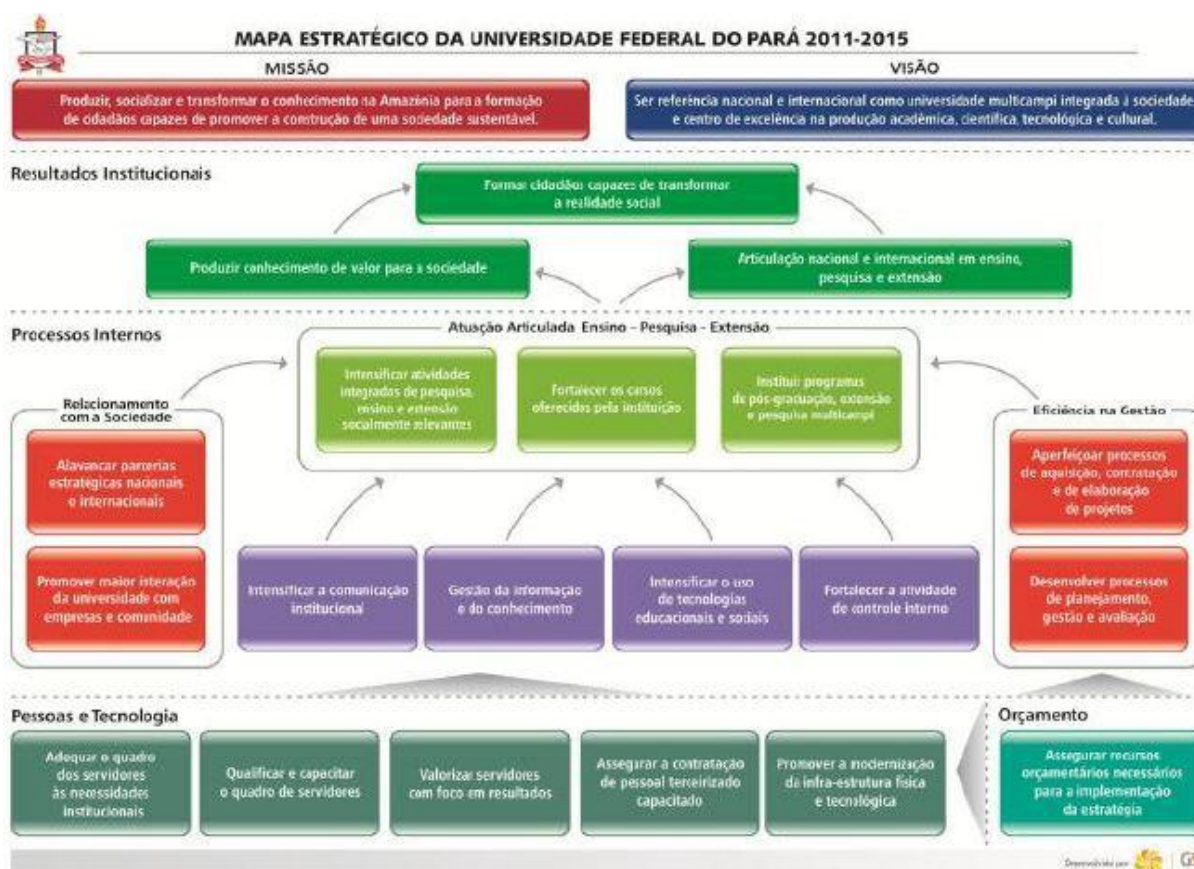 MAPA ESTRATÉGICO DA UNIVERSIDADE FEDERAL DO PARÁ 2011-2015
MISSÃO
Produzir, socializar e transformar o conhecimento na Amazônia para a formação
de cidadãos capazes de promover a construção de uma sociedade sustentável.
VISÃO
Ser referência nacional e internacional como universidade multicampi integrada à sociedade
e centro de excelência na produção acadêmica, científica, tecnológica e cultural.
Resultados Institucionais
Formar cidadãos capazes de transformar
a realidade social
Produzir conhecimento de valor para a sociedade
Articulação nacional e internacional em ensino,
pesquisa e extensão
Processos Internos
Atuação Articulada Ensino - Pesquisa - Extensão
Intensificar atividades
integradas de pesquisa,
ensino e extensão
socialmente relevantes
Fortalecer os cursos
oferecidos pela instituição
Instituir programas
de pós-graduação, extensão
e pesquisa multicampi
Relacionamento
com a Sociedade
Alavancar parcerias
estratégicas nacionais
e internacionais
Promover maior interação
da universidade com
empresas e comunidade
Eficiência na Gestão
Aperfeiçoar processos
de aquisição, contratação
e de elaboração
de projetos
Desenvolver processos
de planejamento,
gestão e avaliação
Intensificar a comunicação
institucional
Gestão da informação
e do conhecimento
Intensificar o uso
de tecnologias
educacionais e sociais
Fortalecer a atividade
de controle interno
Pessoas e Tecnologia
Adequar o quadro
dos servidores
às necessidades
institucionais
Qualificar e capacitar
o quadro de servidores
Valorizar servidores
com foco em resultados
Assegurar a contratação
de pessoal terceirizado
capacitado
Promover a modernização
da infra-estrutura física
e tecnológica
Orçamento
Assegurar recursos
orçamentários necessários
para a implementação
da estratégia
Desenvolvido por